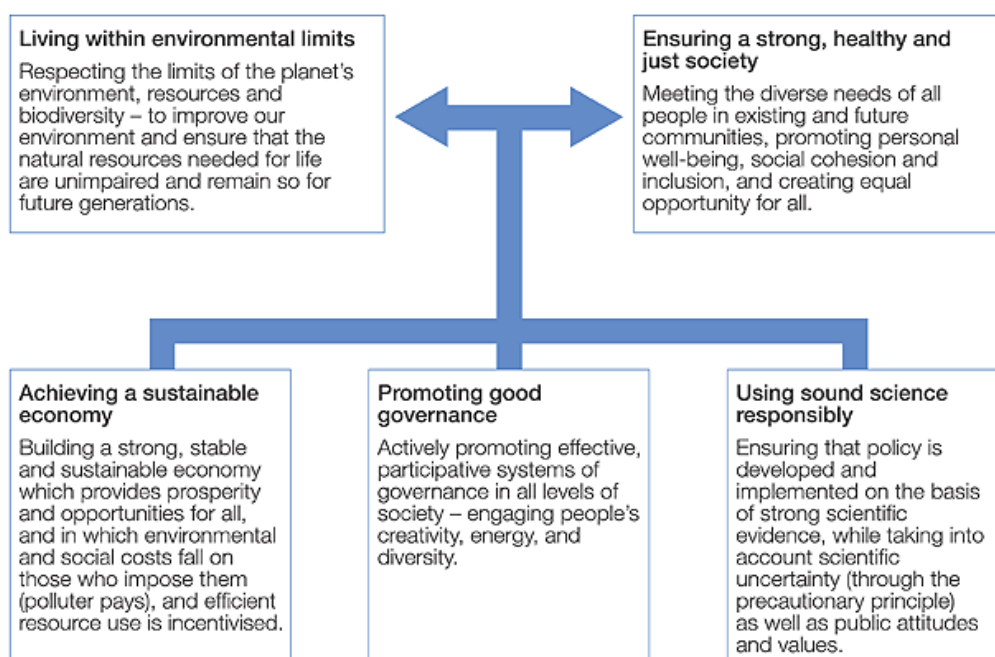 Living within environmental limits
Respecting the limits of the planet's
environment, resources and
biodiversity – to improve our
environment and ensure that the
natural resources needed for life
are unimpaired and remain so for
future generations.
Ensuring a strong, healthy and
just society
Meeting the diverse needs of all
people in existing and future
communities, promoting personal
well-being, social cohesion and
inclusion, and creating equal
opportunity for all.
Achieving a sustainable
economy
Building a strong, stable
and sustainable economy
which provides prosperity
and opportunities for all,
and in which environmental
and social costs fall on
those who impose them
(polluter pays), and efficient
resource use is incentivised.
Promoting good
governance
Actively promoting effective,
participative systems of
governance in all levels of
society – engaging people's
creativity, energy, and
diversity.
Using sound science
responsibly
Ensuring that policy is
developed and
implemented on the basis
of strong scientific
evidence, while taking into
account scientific
uncertainty (through the
precautionary principle)
as well as public attitudes
and values.